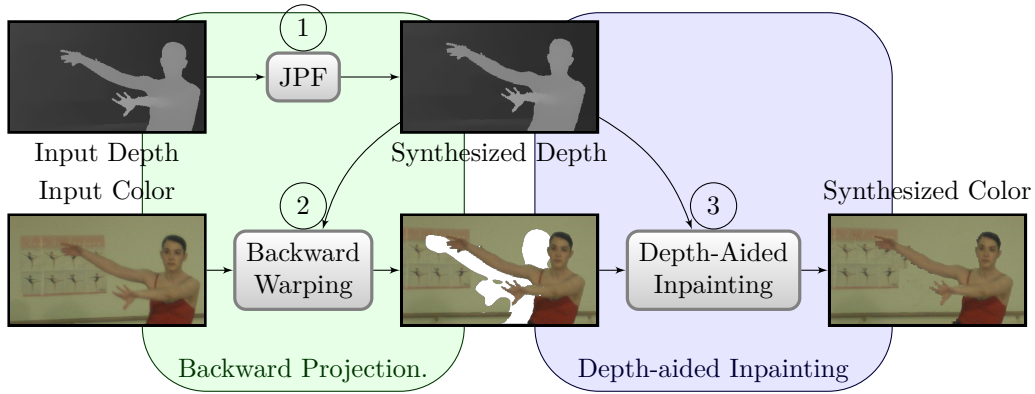 1
JPF
Input Depth
Synthesized Depth
Input Color
2
3
Synthesized Color
Backward
Warping
Depth-Aided
Inpainting
Backward Projection.
Depth-aided Inpainting